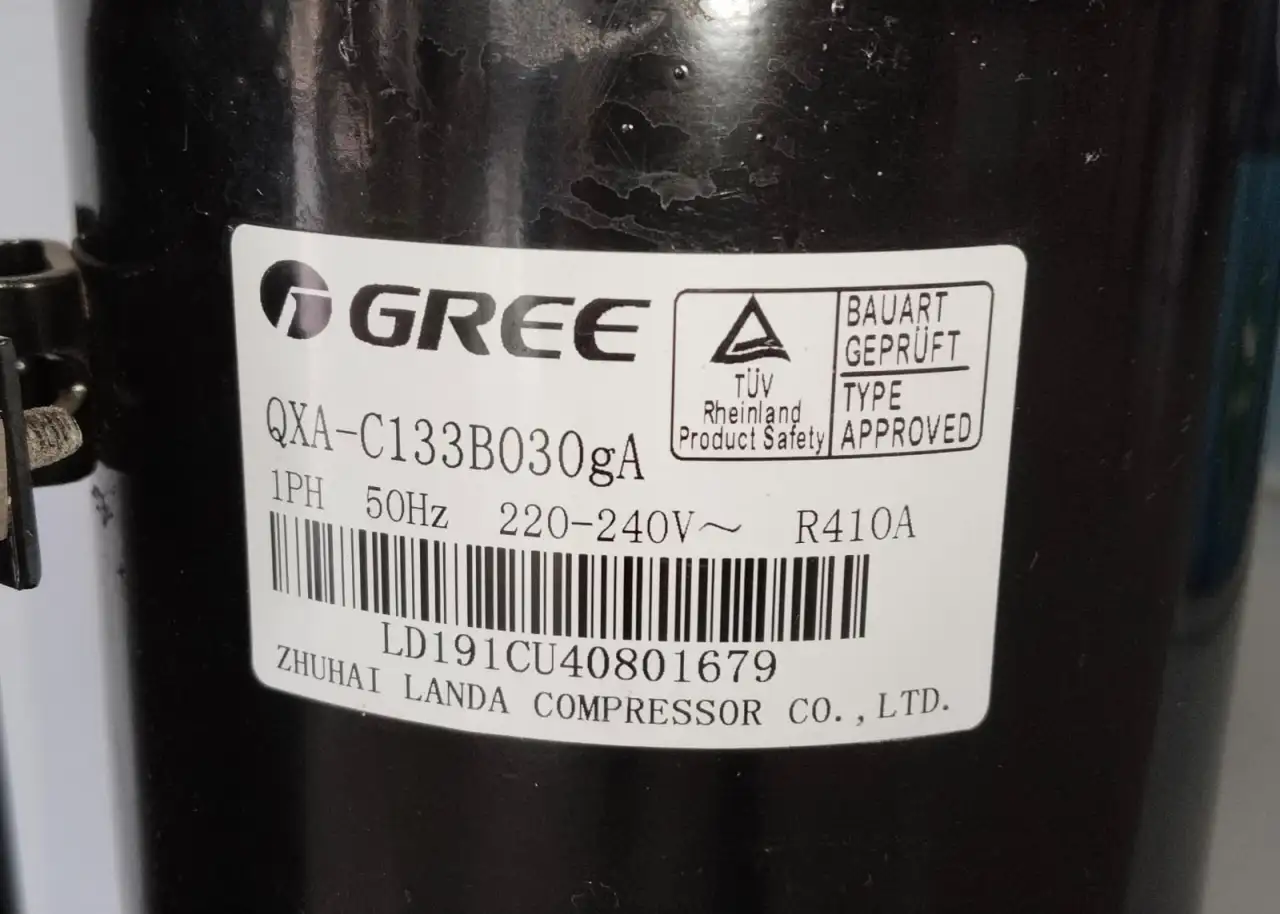 GREE
TÜV
Rheinland
Product Safety
BAUART
GEPRÜFT
TYPE
APPROVED
QXA-C133B030gA
1PH 50Hz 220-240V~ R410A
LD191CU40801679
ZHUHAI LANDA COMPRESSOR CO.,LTD.